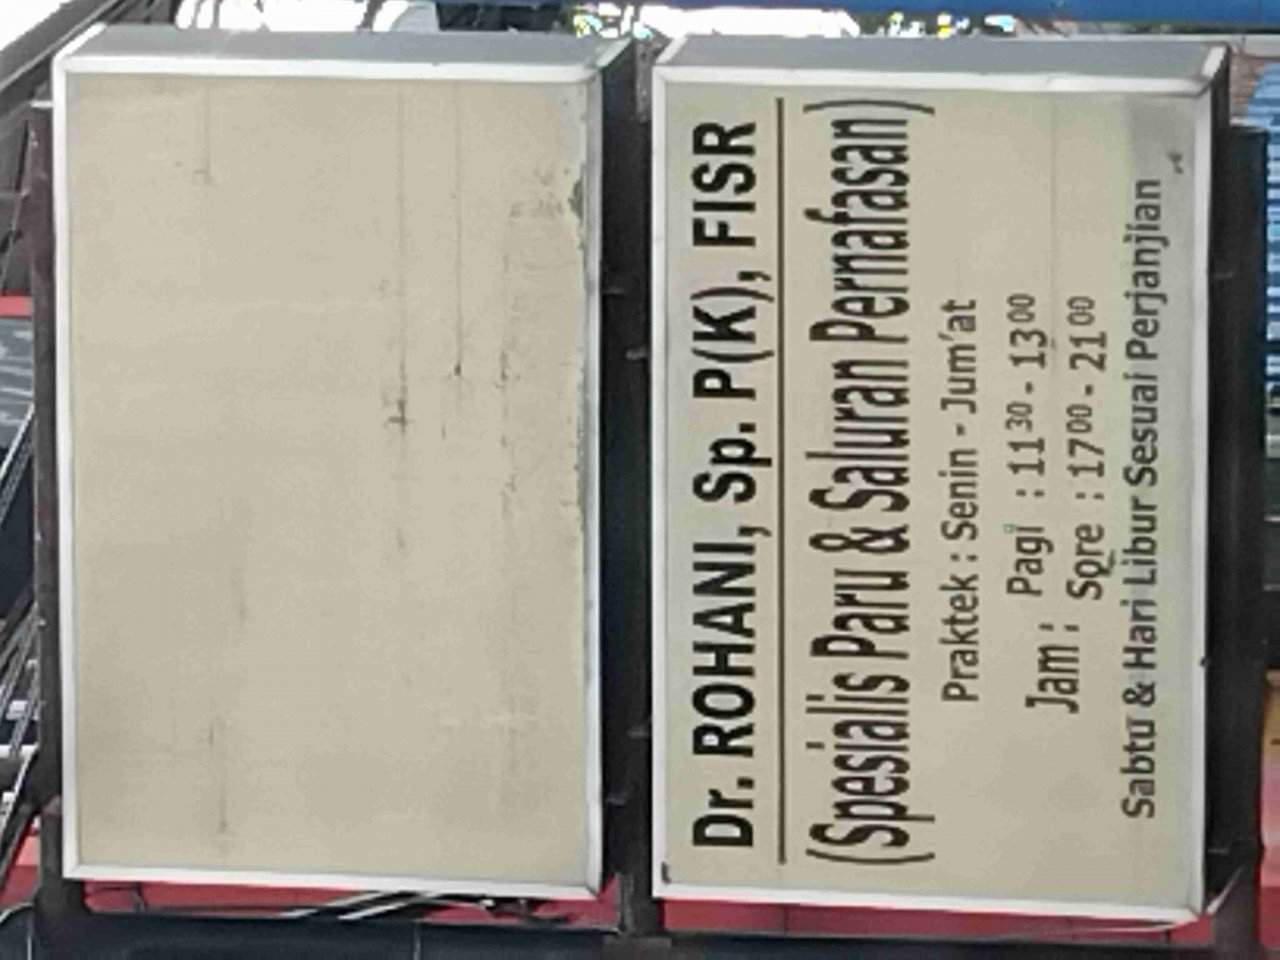 Dr. ROHANI, Sp. P(K), FISR
(Spesialis Paru & Saluran Pernafasan)
Praktek : Senin - Jum'at
Jam : Pagi : 11³⁰ - 13⁰⁰
Sore : 17⁰⁰ - 21⁰⁰
Sabtu & Hari Libur Sesuai Perjanjian